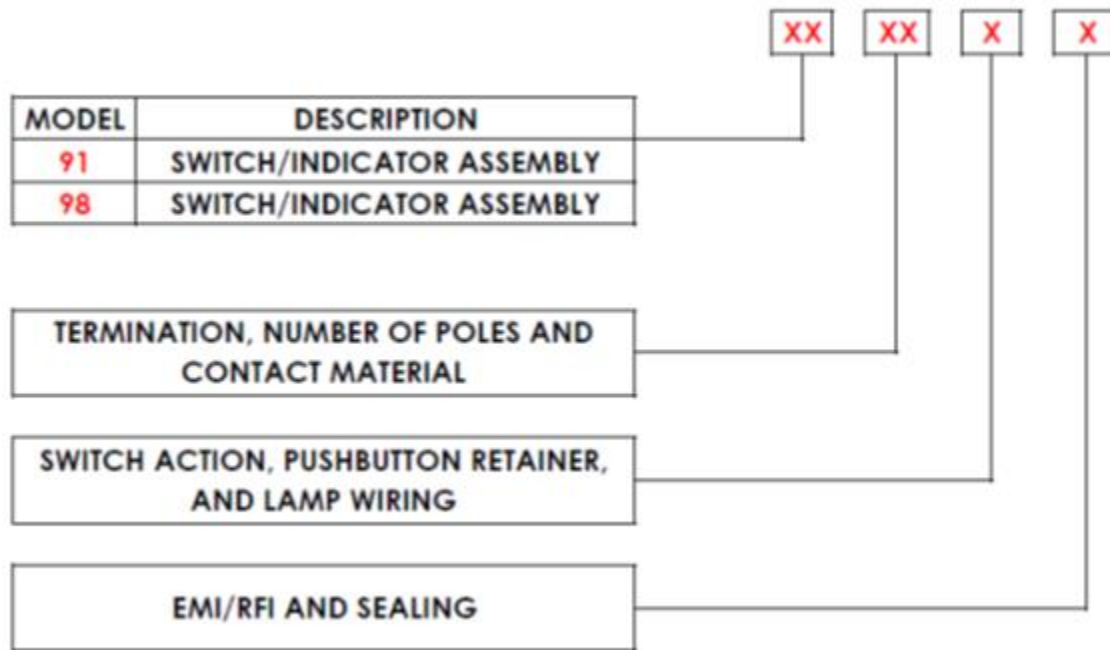 XX XX X X
MODEL DESCRIPTION
91 SWITCH/INDICATOR ASSEMBLY
98 SWITCH/INDICATOR ASSEMBLY
TERMINATION, NUMBER OF POLES AND
CONTACT MATERIAL
SWITCH ACTION, PUSHBUTTON RETAINER,
AND LAMP WIRING
EMI/RFI AND SEALING